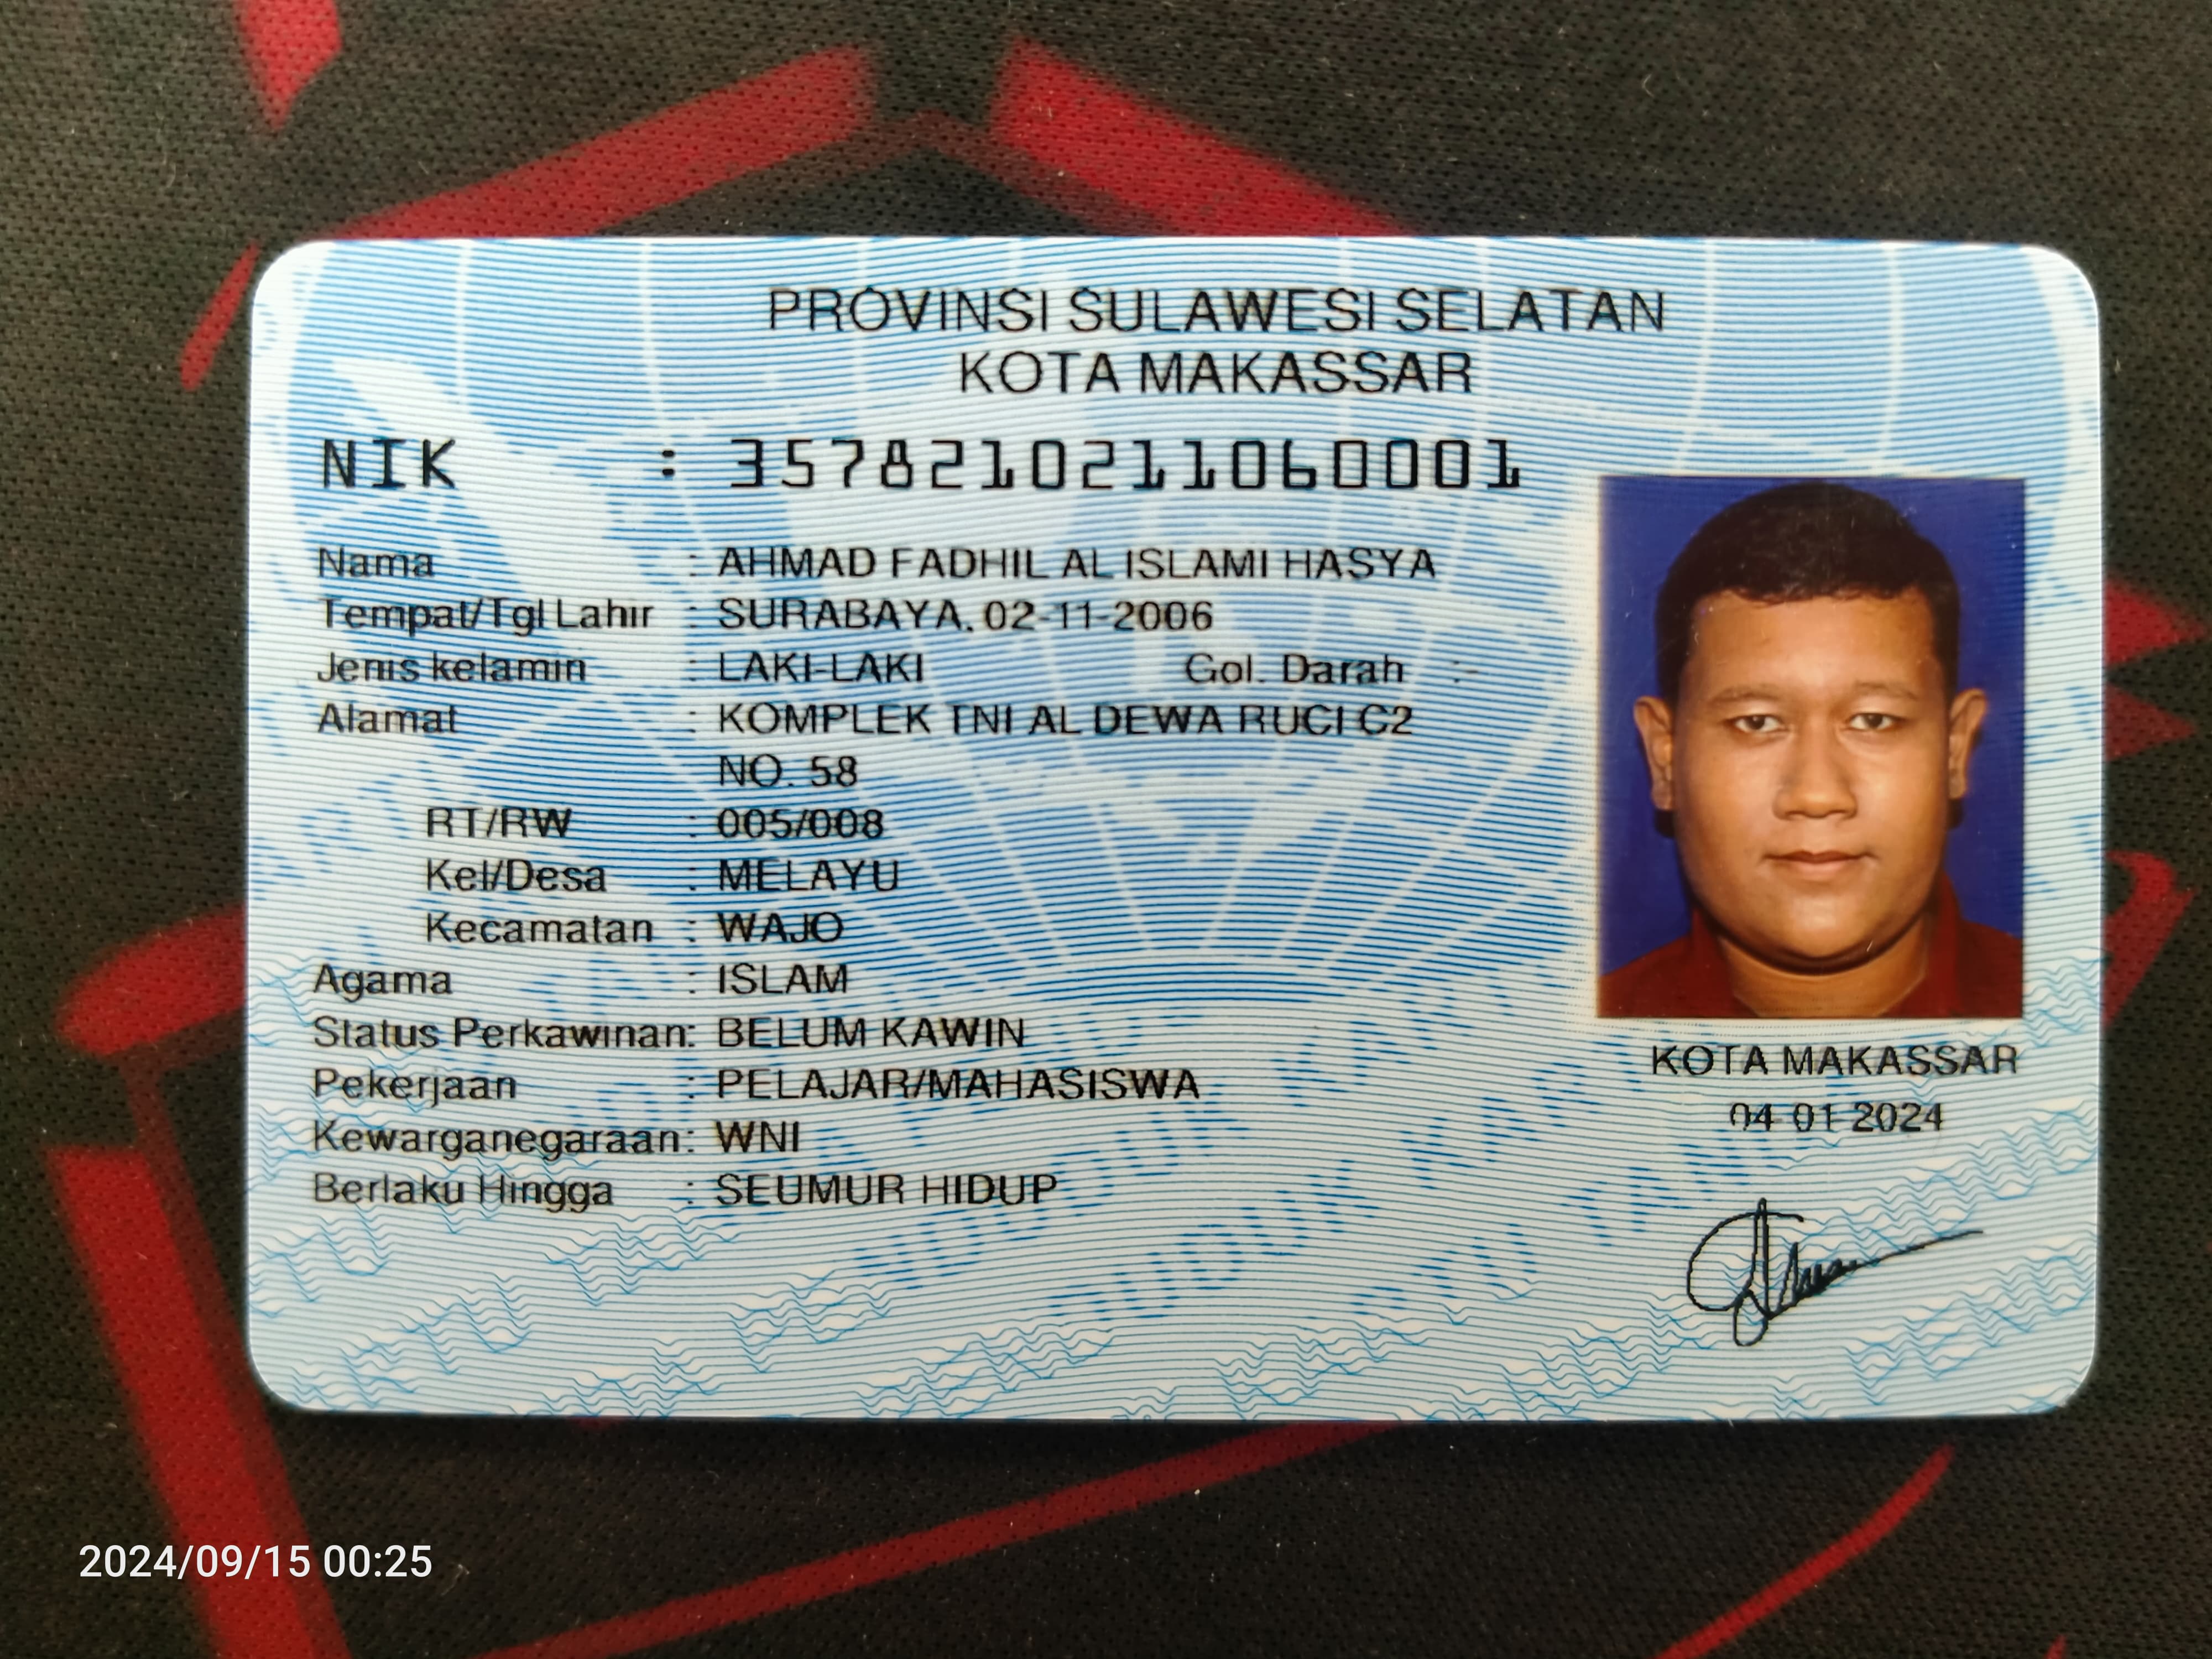 PROVINSI SULAWESI SELATAN
KOTA MAKASSAR
NIK : 3578210211060001
Nama : AHMAD FADHIL AL ISLAMI HASYA
Tempat/Tgl Lahir : SURABAYA, 02-11-2006
Jenis kelamin : LAKI-LAKI Gol. Darah :-
Alamat : KOMPLEK TNI AL DEWA RUCI C2
NO. 58
RT/RW : 005/008
Kel/Desa : MELAYU
Kecamatan : WAJO
Agama : ISLAM
Status Perkawinan: BELUM KAWIN
Pekerjaan : PELAJAR/MAHASISWA
Kewarganegaraan: WNI
Berlaku Hingga : SEUMUR HIDUP
KOTA MAKASSAR
04-01-2024
2024/09/15 00:25